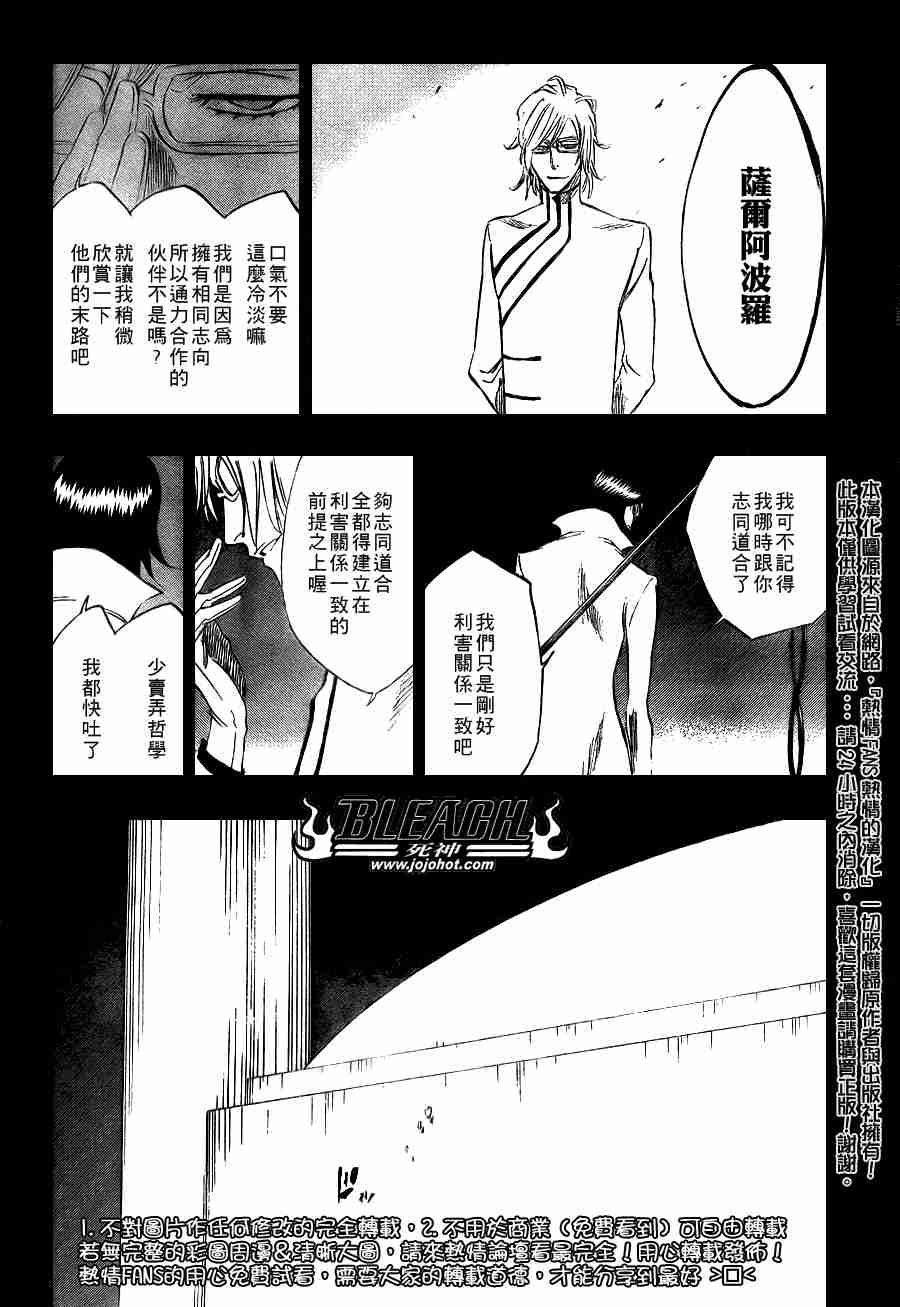 薩爾阿波羅
口氣不要
這麼冷淡嘛
我們是因為
擁有相同志向
所以通力合作的
伙伴不是嗎?
就讓我稍微
欣賞一下
他們的末路吧
我可不記得
我哪時跟你
志同道合了
我們只是剛好
利害關係一致吧
夠志同道合
全都得建立在
利害關係一致的
前提之上喔
少賣弄哲學
我都快吐了
BLEACH
死神
www.jojohot.com
本漢化圖源來自於網路,『熱情FANS熱情的漢化』一切版權歸原作者與出版社擁有!
此版本僅供學習試看交流...請24小時之內消除,喜歡這套漫畫請購買正版!謝謝。
1. 不對圖片作任何修改的完全轉載,2. 不用於商業(免費看到)可自由轉載
若無完整的彩圖周邊&清晰大圖,請來熱情論壇看最完全!用心轉載發佈!
熱情FANS的用心免費試看,需要大家的轉載道德,才能分享到最好 >口<